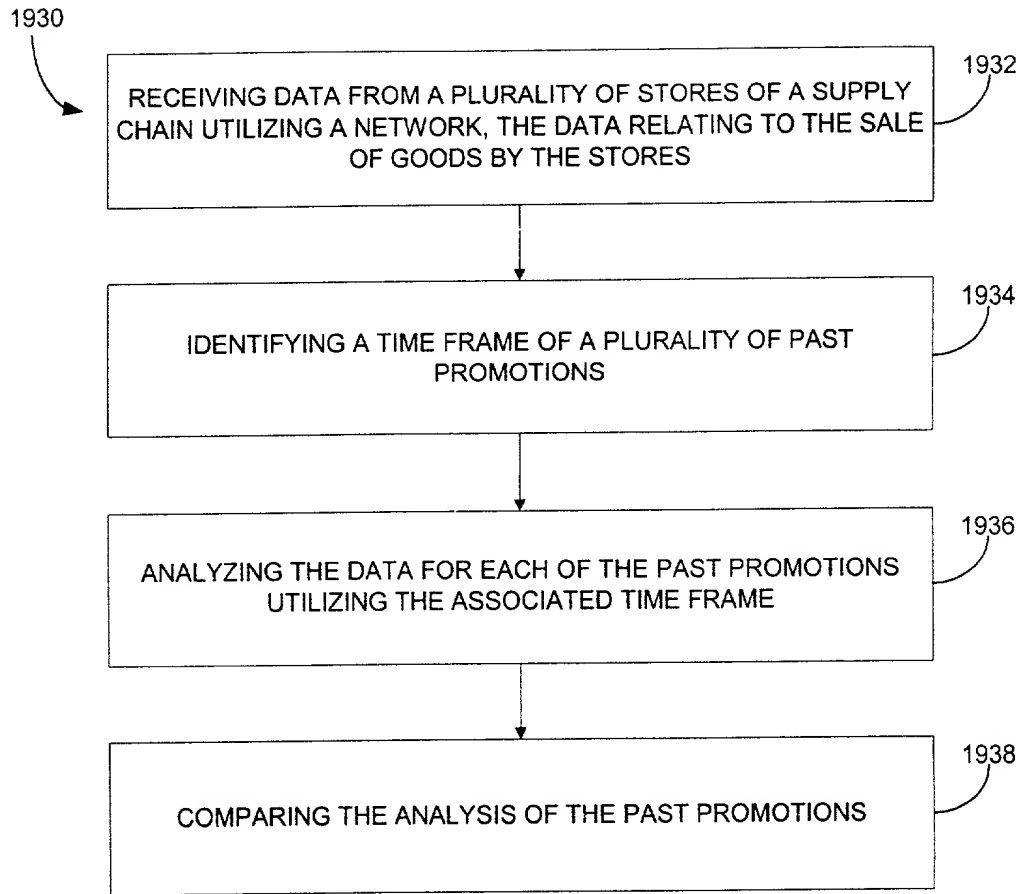 1930
1932
RECEIVING DATA FROM A PLURALITY OF STORES OF A SUPPLY
CHAIN UTILIZING A NETWORK, THE DATA RELATING TO THE SALE
OF GOODS BY THE STORES
1934
IDENTIFYING A TIME FRAME OF A PLURALITY OF PAST
PROMOTIONS
1936
ANALYZING THE DATA FOR EACH OF THE PAST PROMOTIONS
UTILIZING THE ASSOCIATED TIME FRAME
1938
COMPARING THE ANALYSIS OF THE PAST PROMOTIONS